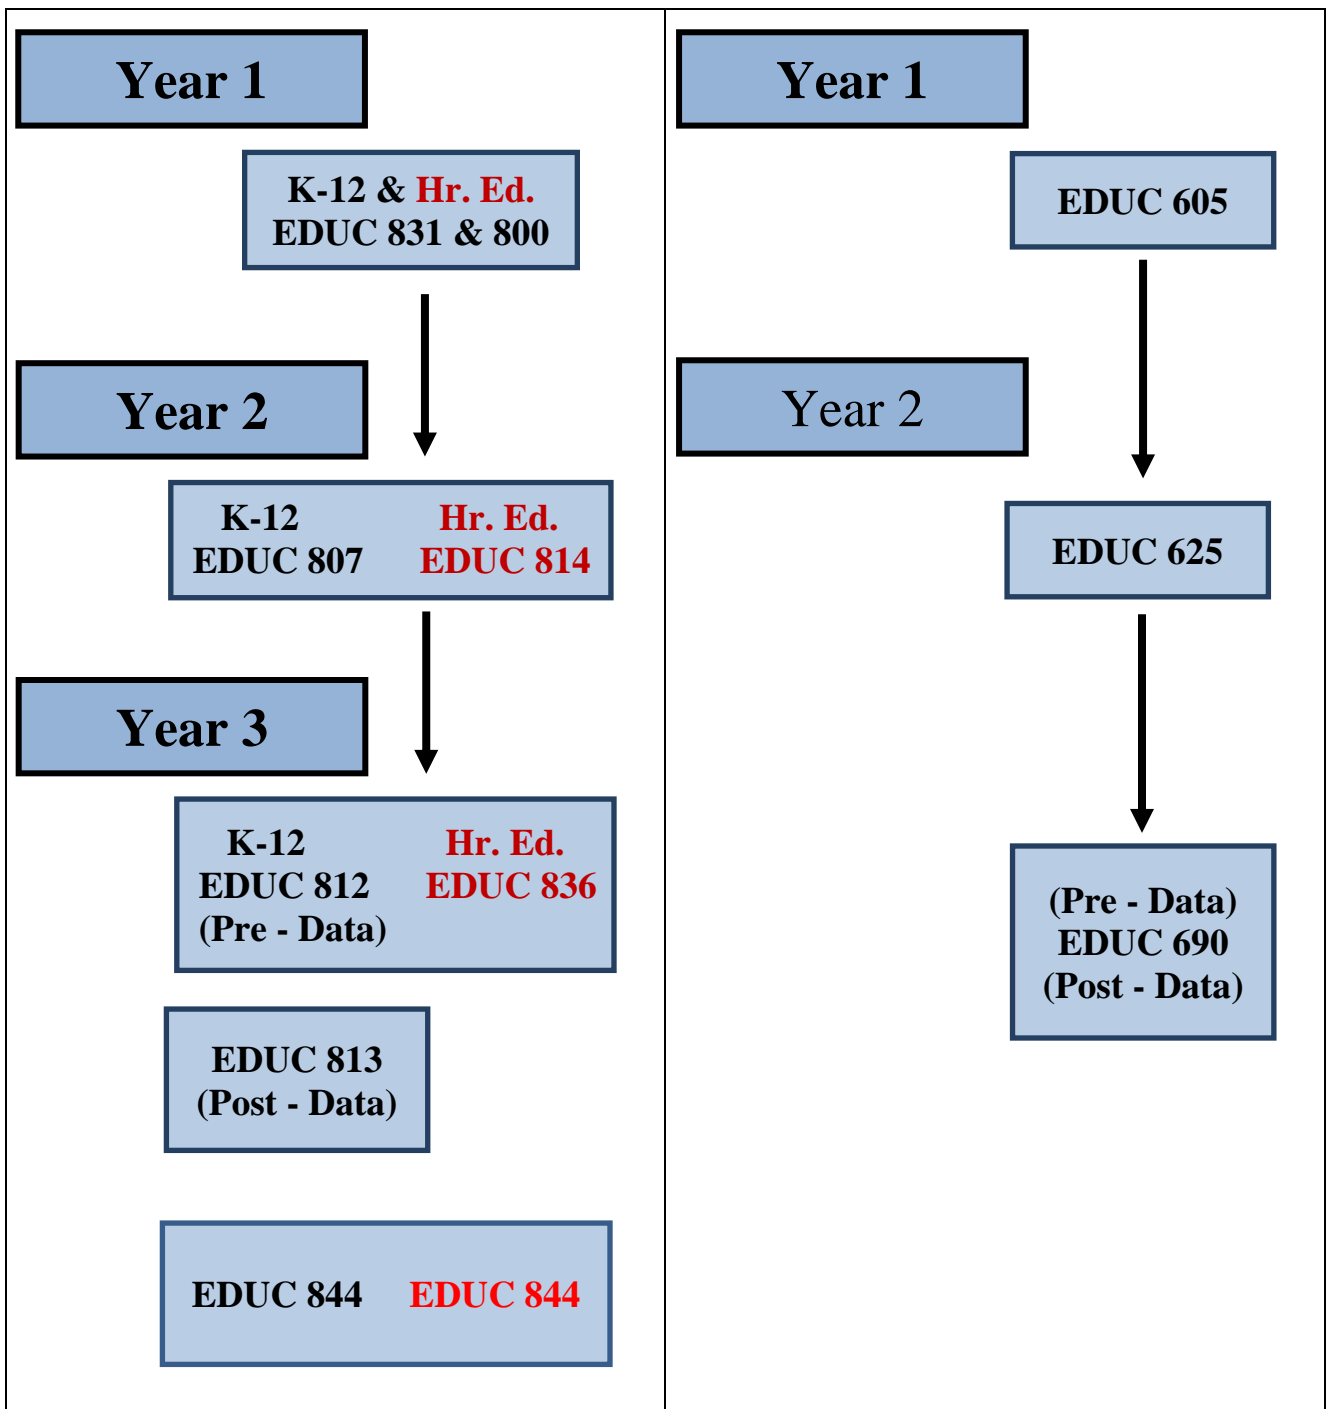 Year 1
K-12 & Hr. Ed.
EDUC 831 & 800
Year 2
K-12 Hr. Ed.
EDUC 807 EDUC 814
Year 3
K-12 Hr. Ed.
EDUC 812 EDUC 836
(Pre - Data)
EDUC 813
(Post - Data)
EDUC 844 EDUC 844
Year 1
EDUC 605
Year 2
EDUC 625
(Pre - Data)
EDUC 690
(Post - Data)